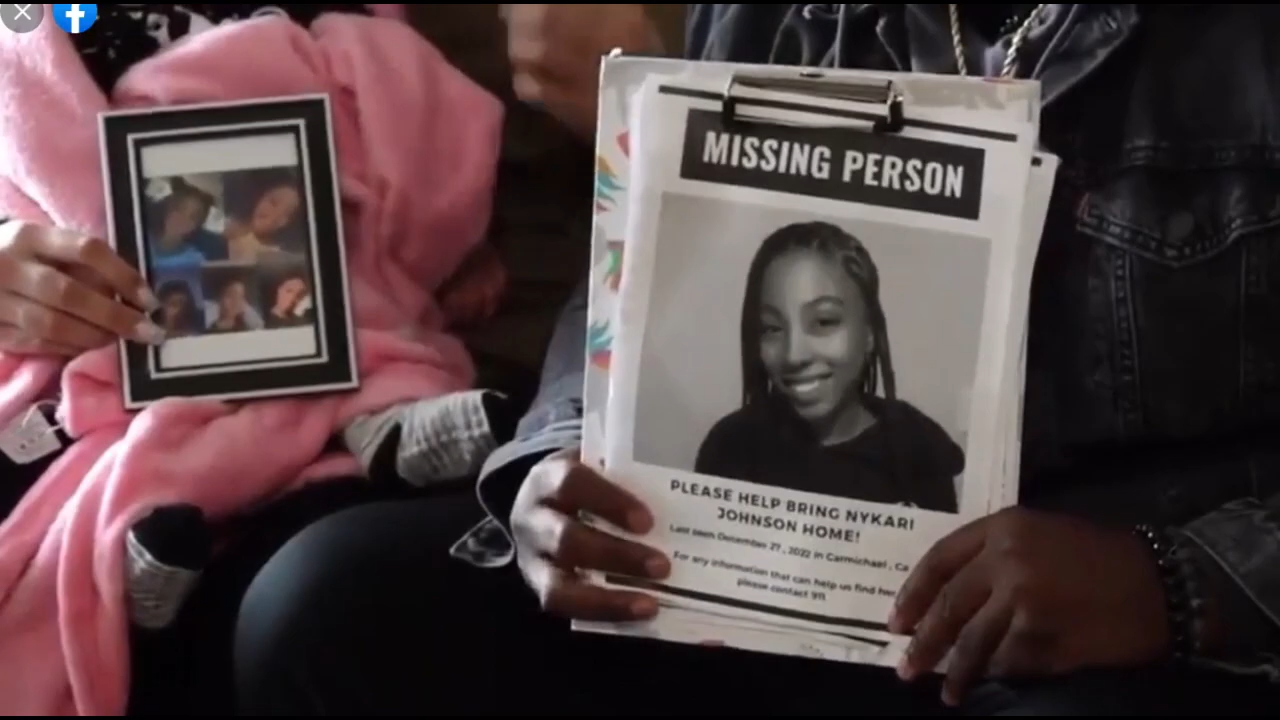 MISSING PERSON
PLEASE HELP BRING NYKARI
JOHNSON HOME!
Last seen December 27, 2022 in Carmichael, Ca
For any information that can help us find her
please contact 911.